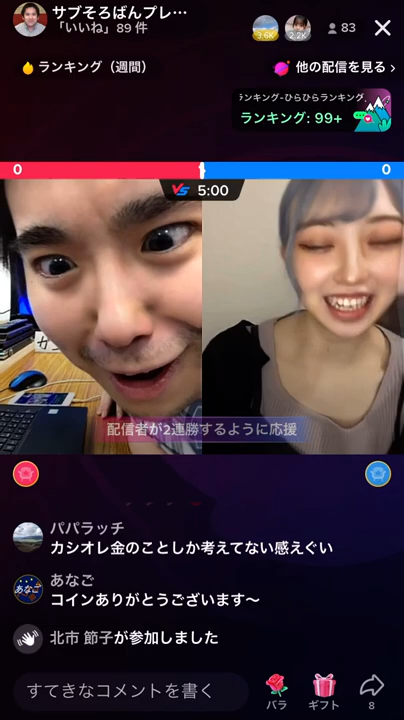 サブそろばんプレ…
「いいね」89 件
3.6K
2.2K
83
ランキング（週間）
他の配信を見る
ランキング-ひらひらランキング.
ランキング: 99+
0
0
VS 5:00
配信者が2連勝するように応援
パパラッチ
カシオレ金のことしか考えてない感えぐい
あなご
あなご
コインありがとうございます〜
北市 節子が参加しました
すてきなコメントを書く
バラ
ギフト
8